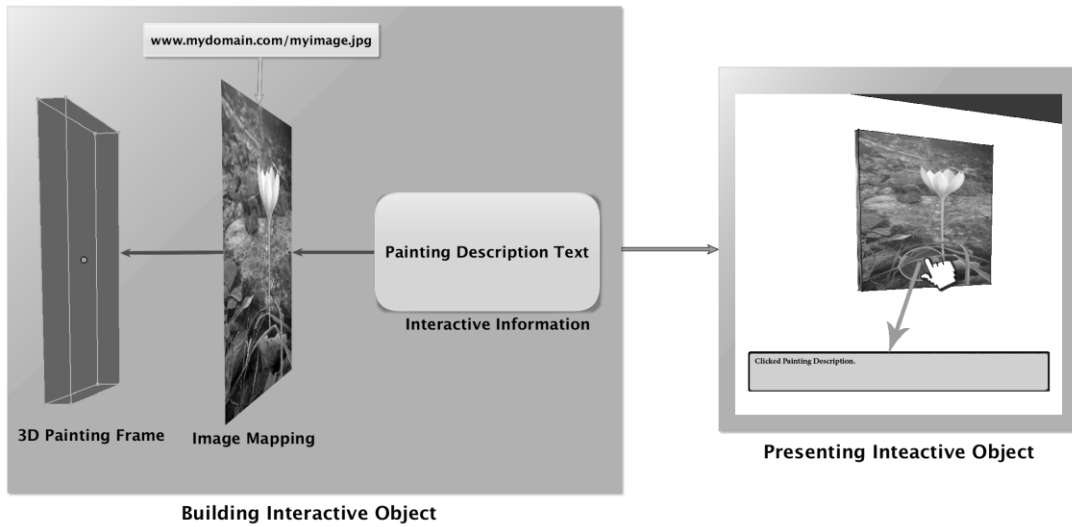 www.mydomain.com/myimage.jpg
Painting Description Text
Interactive Information
3D Painting Frame
Image Mapping
Building Interactive Object
Clicked Painting Description.
Presenting Inteactive Object